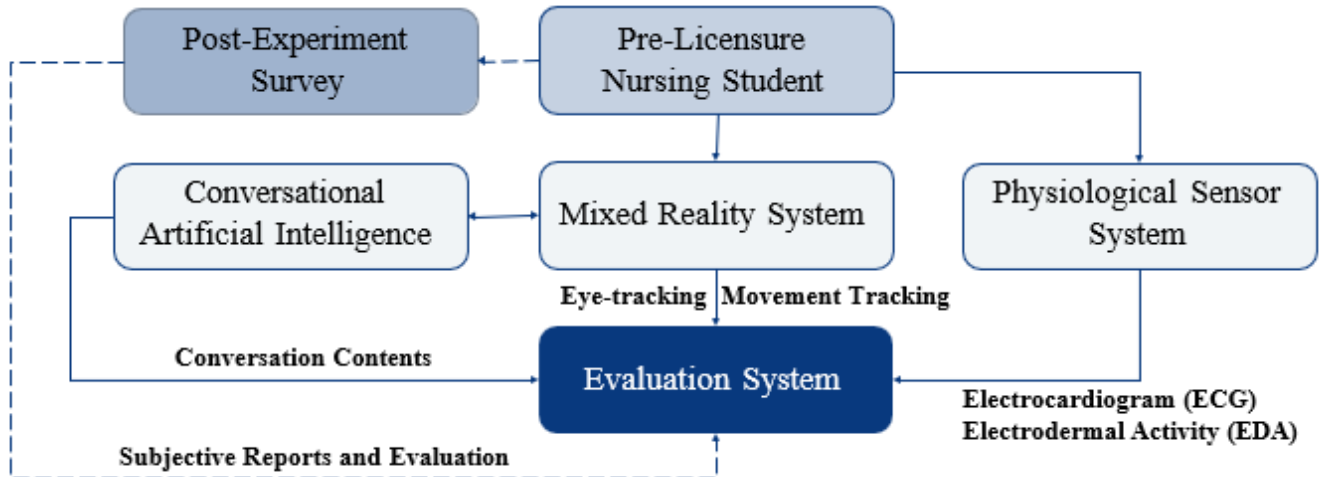 Post-Experiment
Survey
Pre-Licensure
Nursing Student
Conversational
Artificial Intelligence
Mixed Reality System
Physiological Sensor
System
Eye-tracking
Movement Tracking
Conversation Contents
Evaluation System
Electrocardiogram (ECG)
Electrodermal Activity (EDA)
Subjective Reports and Evaluation